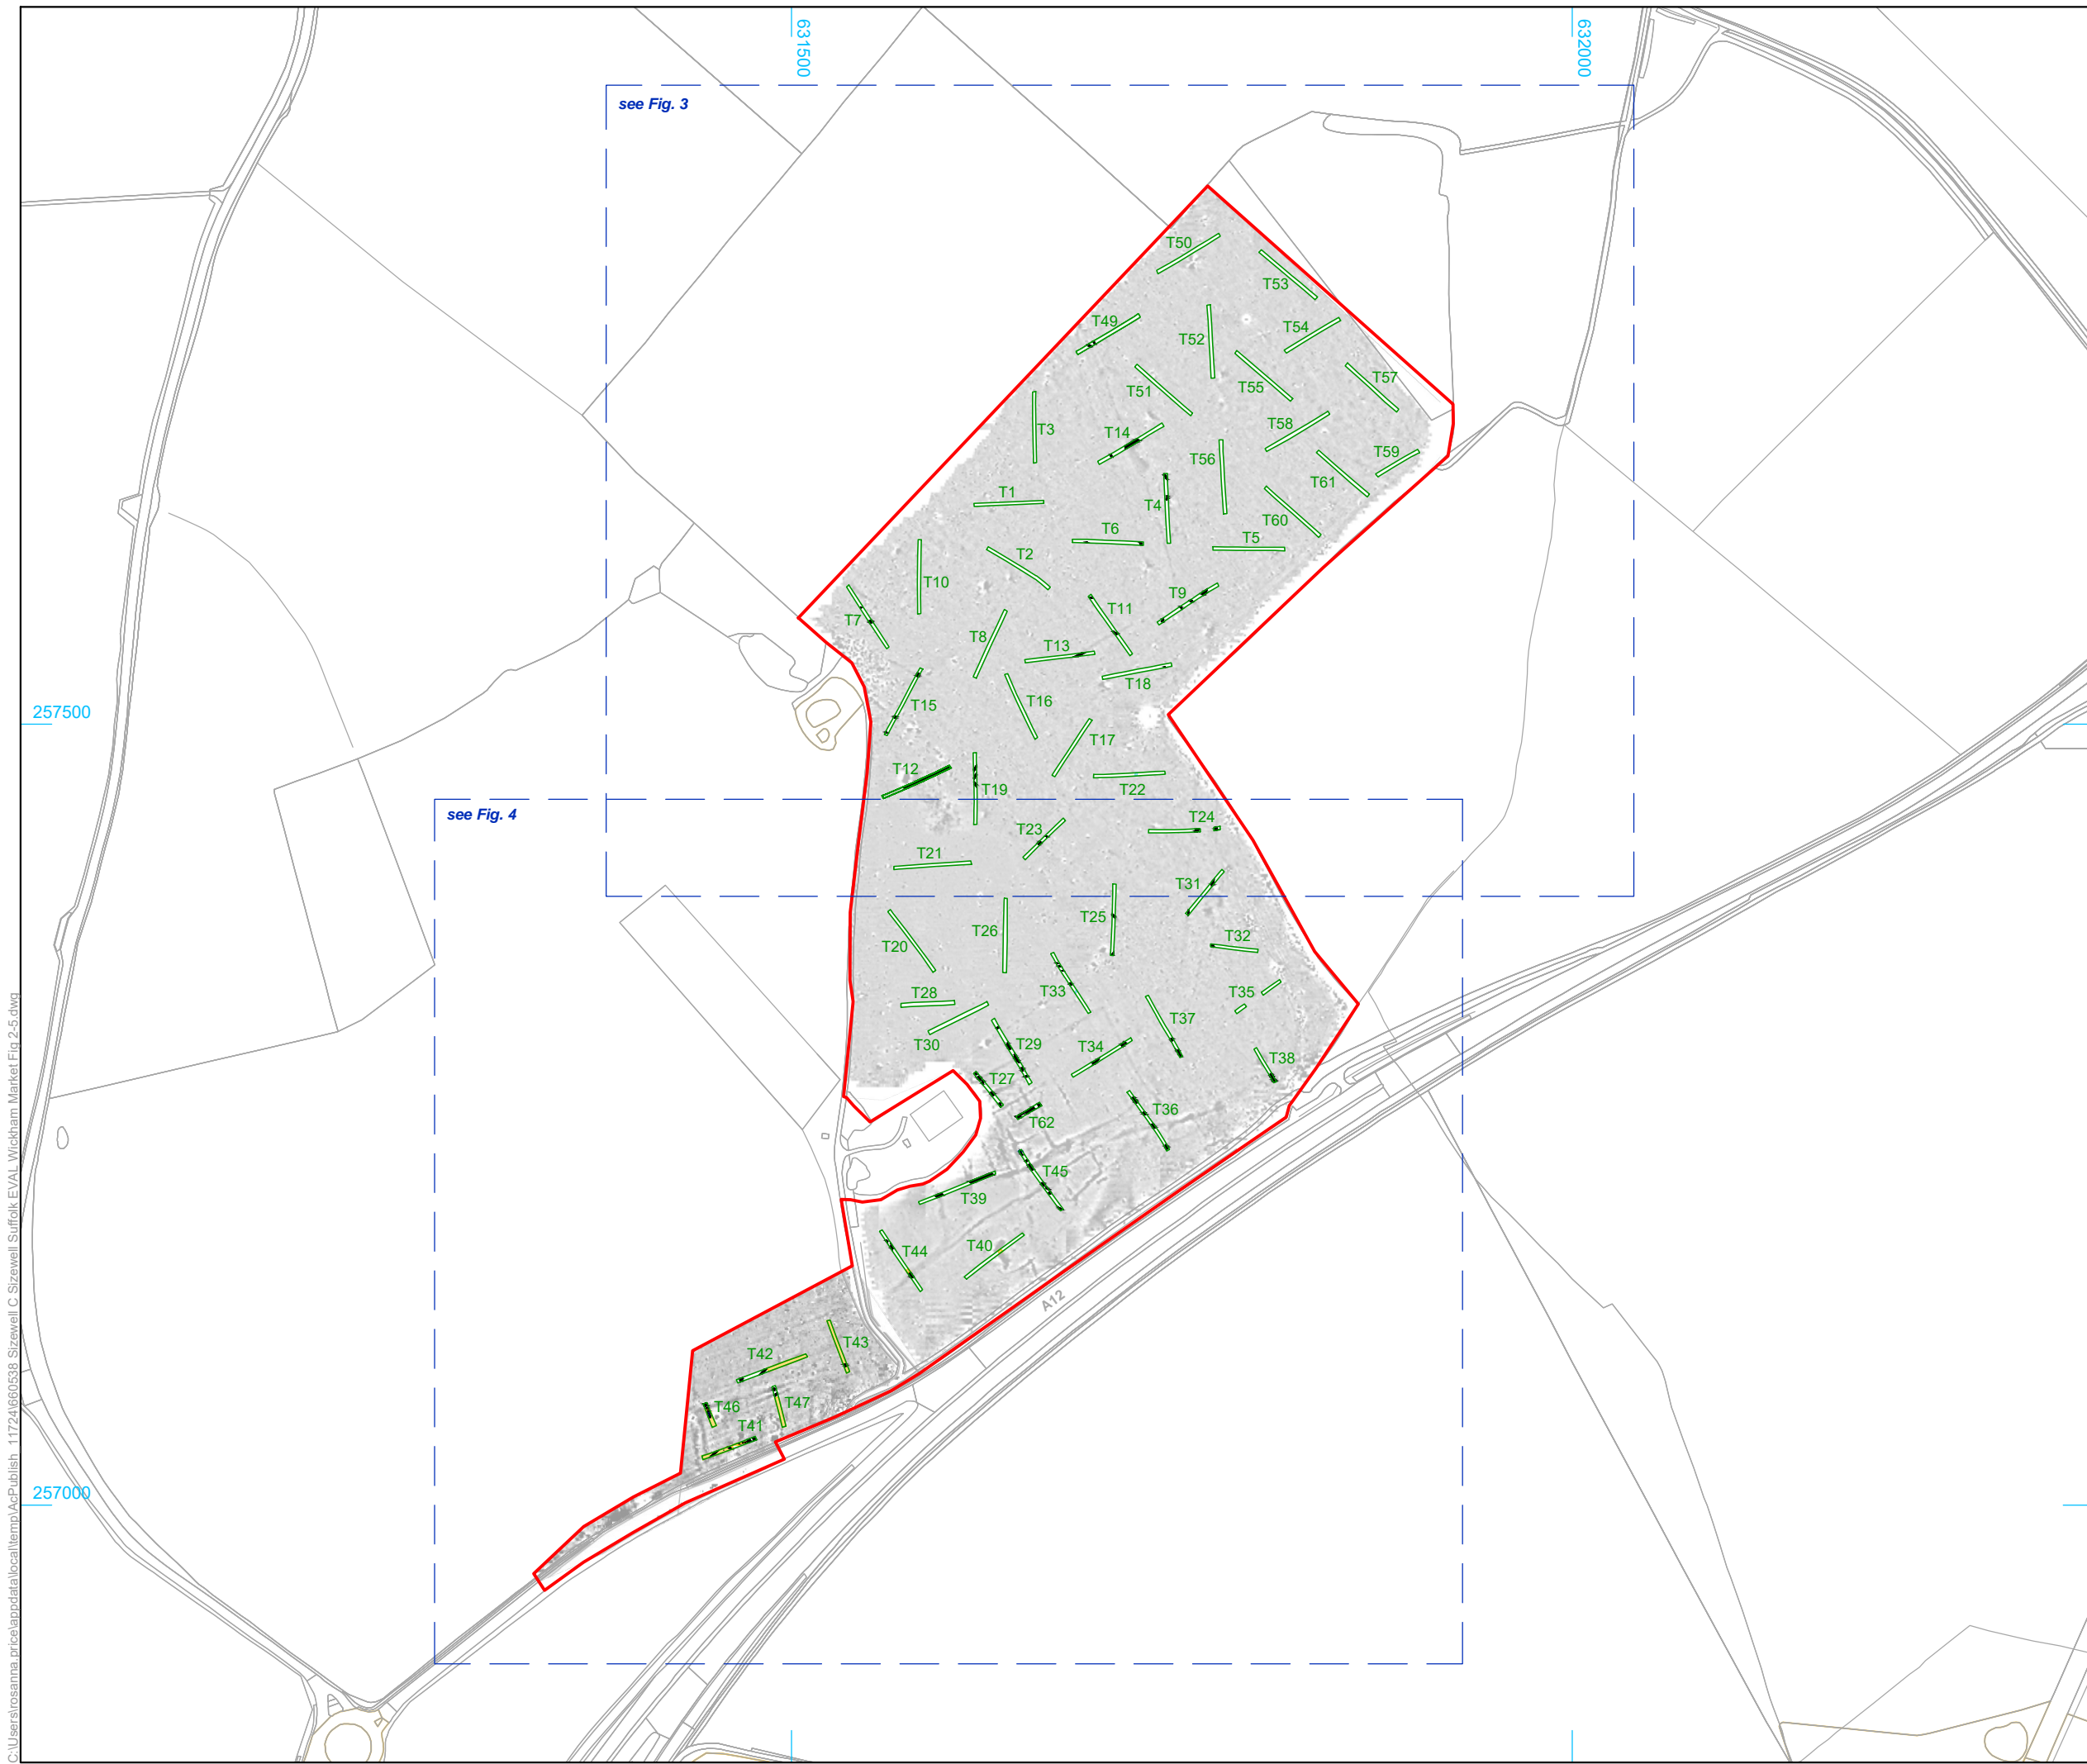 631500
632000
see Fig. 3
T50
T53
T49
T52
T54
T51
T55
T57
T3
T14
T58
T56
T59
T1
T4
T61
T6
T60
T5
T2
T10
T7
T11
T9
T8
T13
T18
T15
T16
257500
T17
T12
T19
T22
see Fig. 4
T24
T23
T21
T31
T25
T20
T26
T32
T28
T33
T35
T37
T30
T29
T34
T38
T27
T36
T62
T45
T39
T44
T40
A12
T43
T42
T46
T47
T41
257000
C:\Users\rosanna.price\appdata\local\temp\AcPublish_11724\660538 Sizewell C Sizewell Suffolk EVAL Wickham Market Fig 2-5.dwg